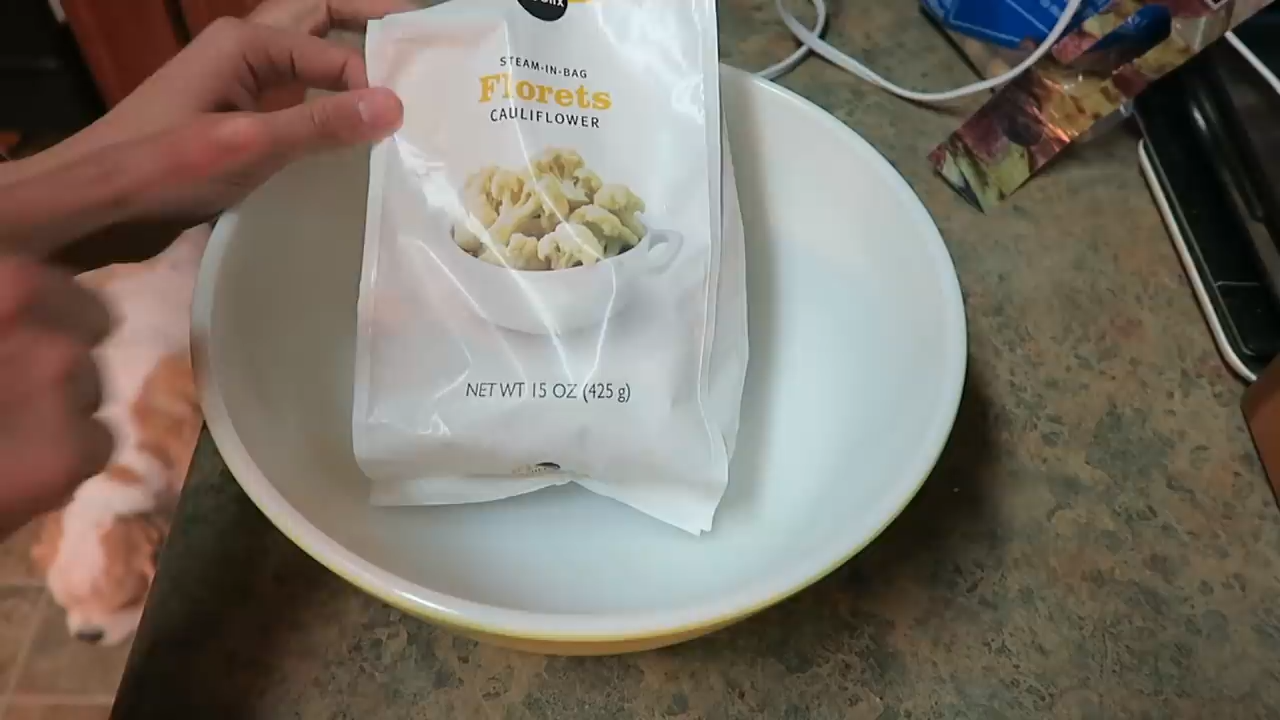 STEAM-IN-BAG
Florets
CAULIFLOWER
NET WT 15 OZ (425 g)